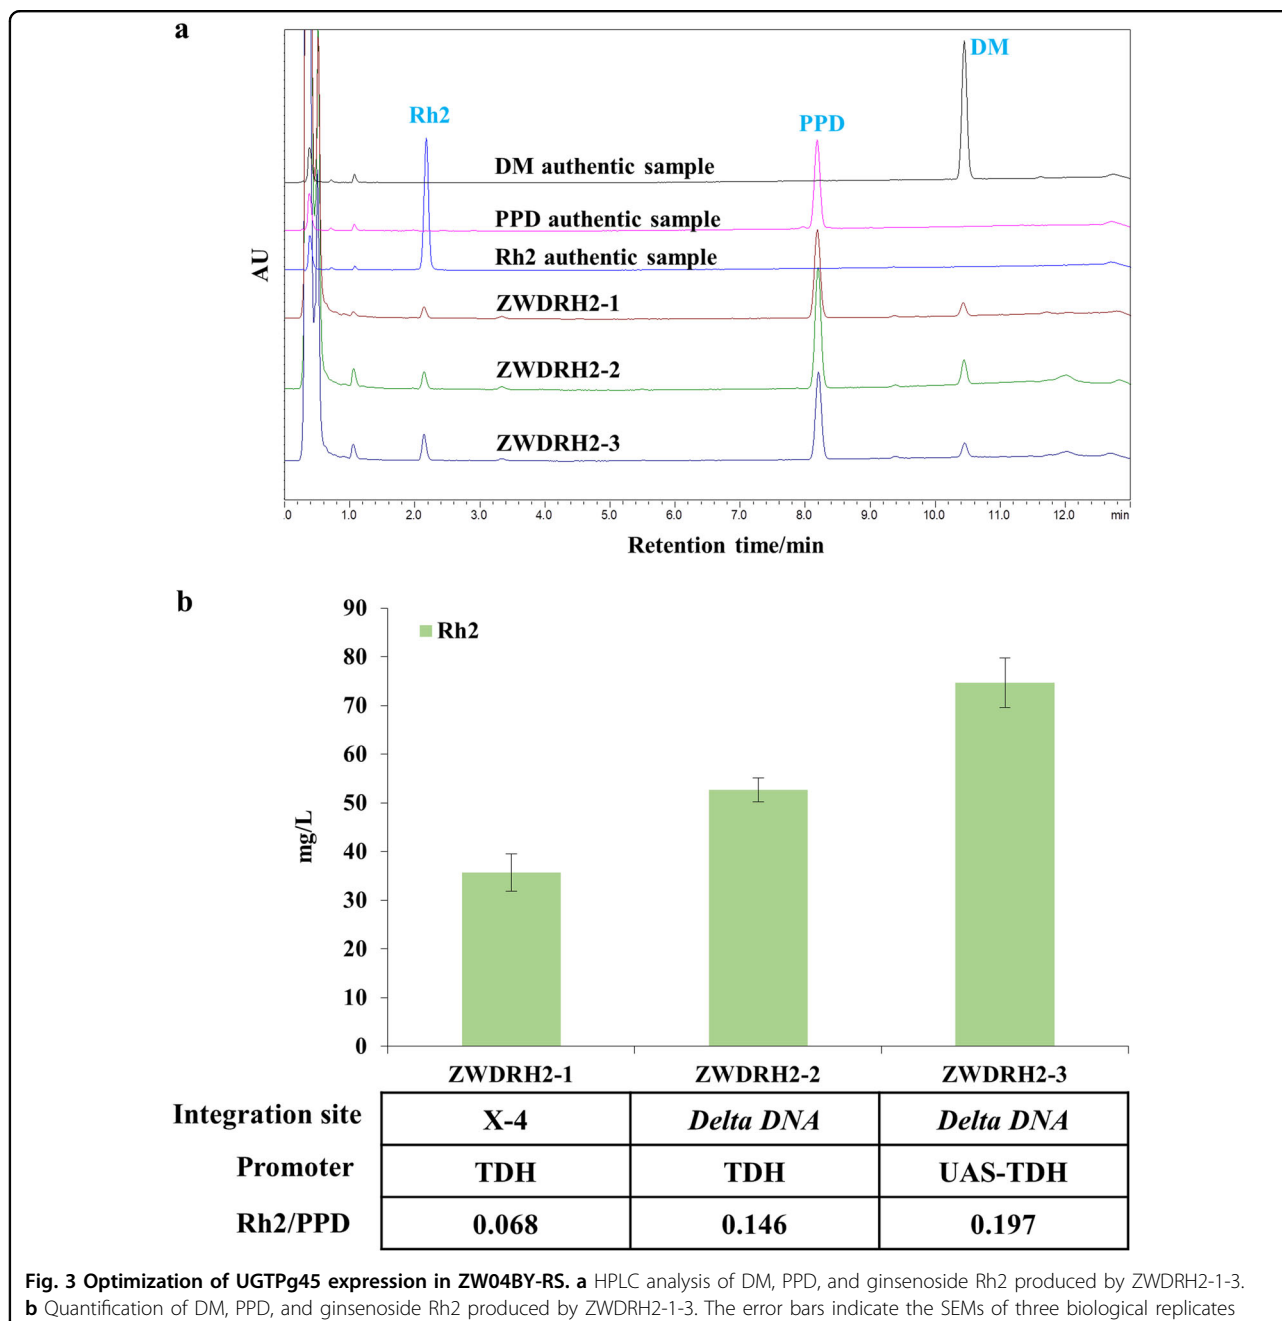 a
DM
Rh2
PPD
DM authentic sample
PPD authentic sample
Rh2 authentic sample
ZWDRH2-1
ZWDRH2-2
ZWDRH2-3
AU
.0 1.0 2.0 3.0 4.0 5.0 6.0 7.0 8.0 9.0 10.0 11.0 12.0 min
Retention time/min
b
Rh2
90
80
70
60
50
40
30
20
10
0
mg/L
ZWDRH2-1 ZWDRH2-2 ZWDRH2-3
Integration site X-4 Delta DNA Delta DNA
Promoter TDH TDH UAS-TDH
Rh2/PPD 0.068 0.146 0.197
Fig. 3 Optimization of UGTPg45 expression in ZW04BY-RS. a HPLC analysis of DM, PPD, and ginsenoside Rh2 produced by ZWDRH2-1-3.
b Quantification of DM, PPD, and ginsenoside Rh2 produced by ZWDRH2-1-3. The error bars indicate the SEMs of three biological replicates